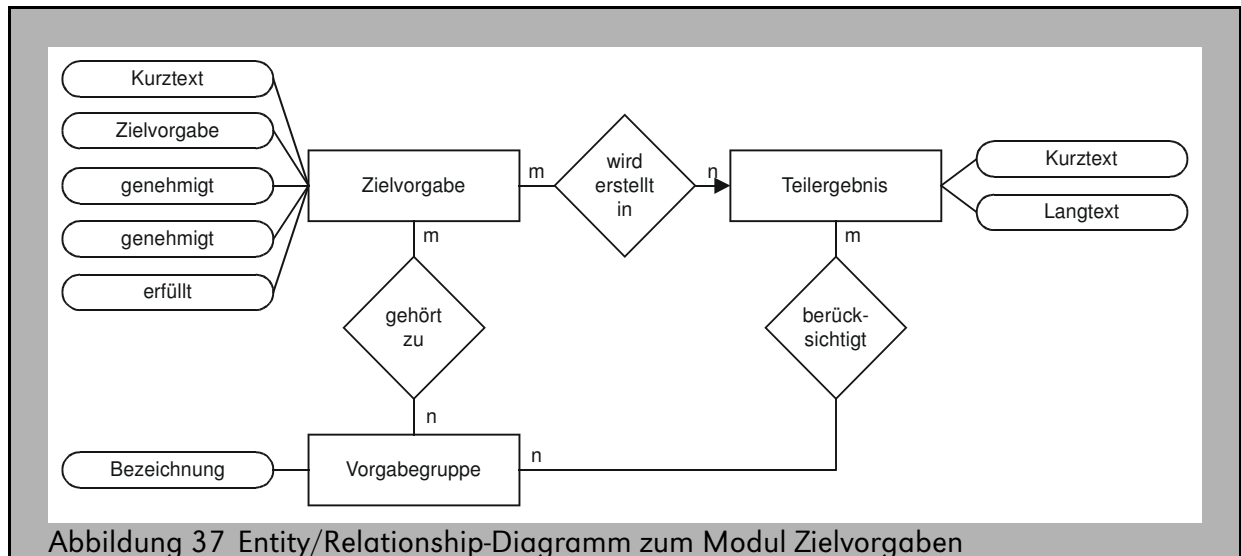 Kurztext
Zielvorgabe
genehmigt
genehmigt
erfüllt
Zielvorgabe
m
wird
erstellt
in
n
Teilergebnis
Kurztext
Langtext
m
gehört
zu
n
m
berück-
sichtigt
Bezeichnung
Vorgabegruppe
n
Abbildung 37 Entity/Relationship-Diagramm zum Modul Zielvorgaben